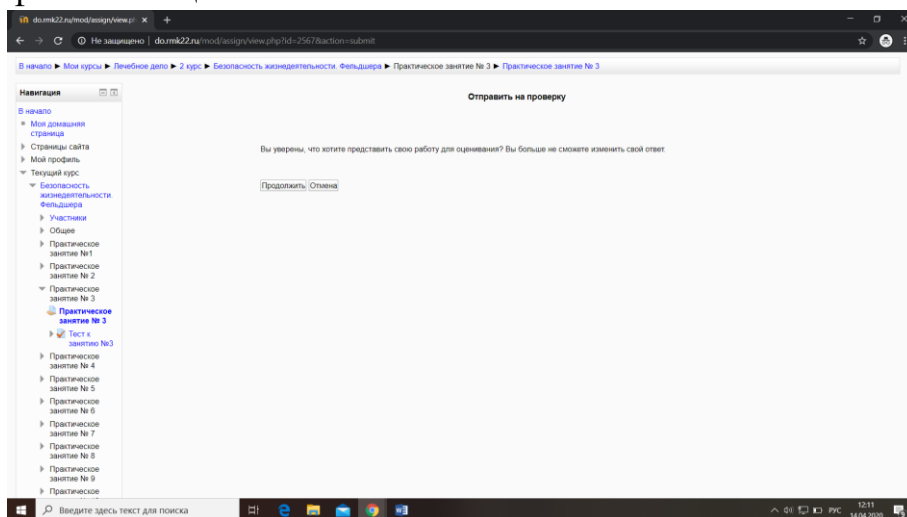 do.rmk22.ru/mod/assign/view.ph
Не защищено | do.rmk22.ru/mod/assign/view.php?id=2567&action=submit
В начало ► Мои курсы ► Лечебное дело ► 2 курс ► Безопасность жизнедеятельности. Фельдшера ► Практическое занятие № 3 ► Практическое занятие № 3
Навигация
В начало
Моя домашняя
страница
Страницы сайта
Мой профиль
Текущий курс
Безопасность
жизнедеятельности.
Фельдшера
Участники
Общее
Практическое
занятие №1
Практическое
занятие № 2
Практическое
занятие № 3
Практическое
занятие № 3
Тест к
занятию №3
Практическое
занятие № 4
Практическое
занятие № 5
Практическое
занятие № 6
Практическое
занятие № 7
Практическое
занятие № 8
Практическое
занятие № 9
Практическое
Отправить на проверку
Вы уверены, что хотите представить свою работу для оценивания? Вы больше не сможете изменить свой ответ.
Продолжить Отмена
Введите здесь текст для поиска
РУС
12:11
14.04.2020